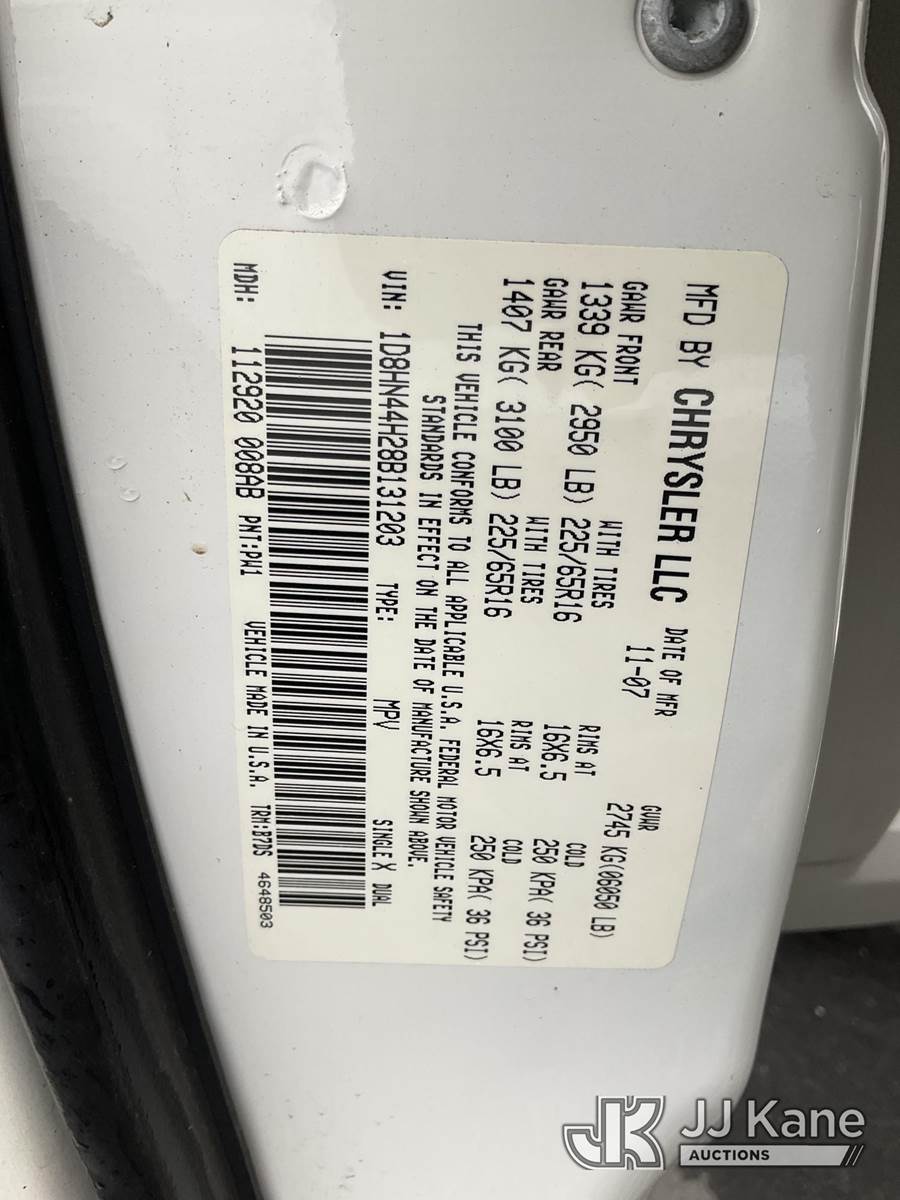 MFD BY CHRYSLER LLC
DATE OF MFR
11-07
GVWR
2745 KG(06050 LB)
GAWR FRONT
WITH TIRES
RIMS AT
COLD
1339 KG( 2950 LB) 225/65R16 16X6.5 250 KPA( 36 PSI)
GAWR REAR
WITH TIRES
RIMS AT
COLD
1407 KG( 3100 LB) 225/65R16 16X6.5 250 KPA( 36 PSI)
THIS VEHICLE CONFORMS TO ALL APPLICABLE U.S.A. FEDERAL MOTOR VEHICLE SAFETY
STANDARDS IN EFFECT ON THE DATE OF MANUFACTURE SHOWN ABOVE.
VIN: 1D8HN44H28B131203 TYPE: MPV SINGLE X DUAL
MDH: 112920 008AB PNT:PW1 VEHICLE MADE IN U.S.A. TRM:B7DS 4648503
JK JJ Kane
AUCTIONS